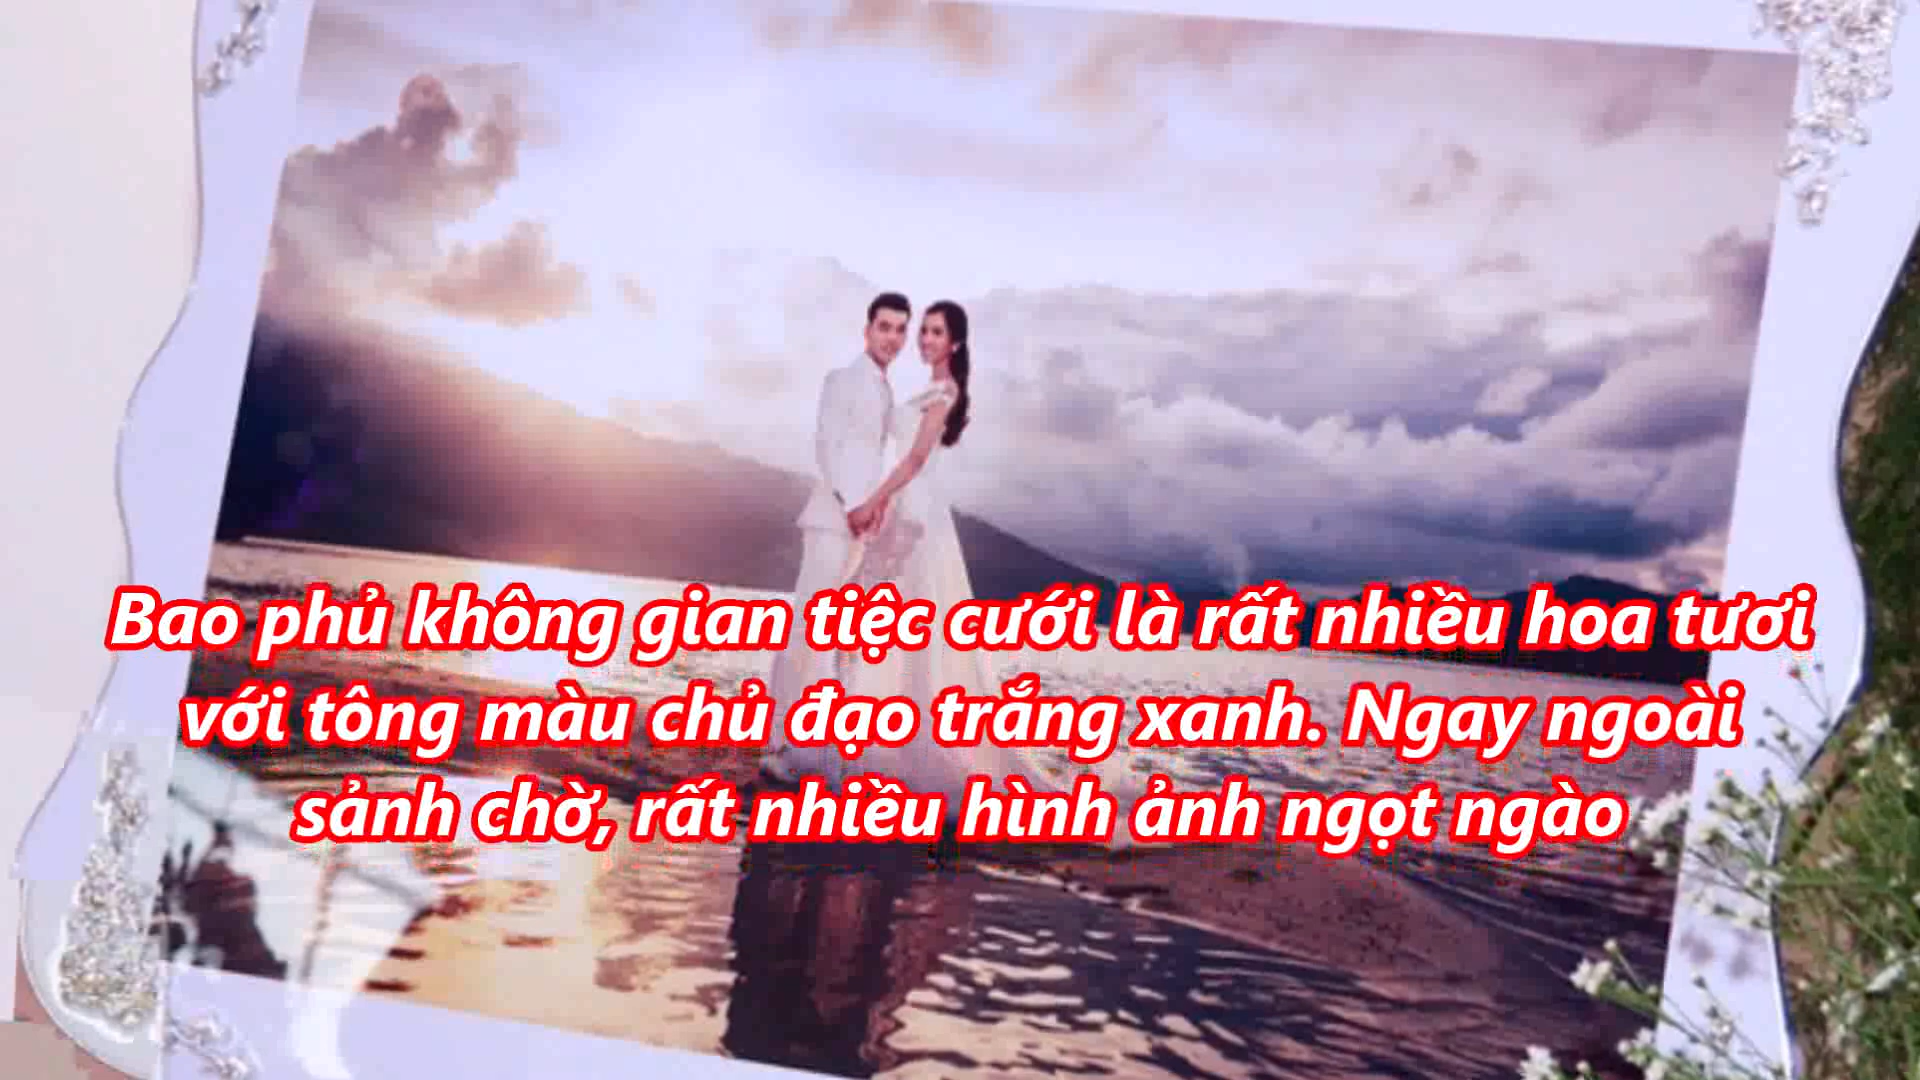 Bao phủ không gian tiệc cưới là rất nhiều hoa tươi
với tông màu chủ đạo trắng xanh. Ngay ngoài
sảnh chờ, rất nhiều hình ảnh ngọt ngào